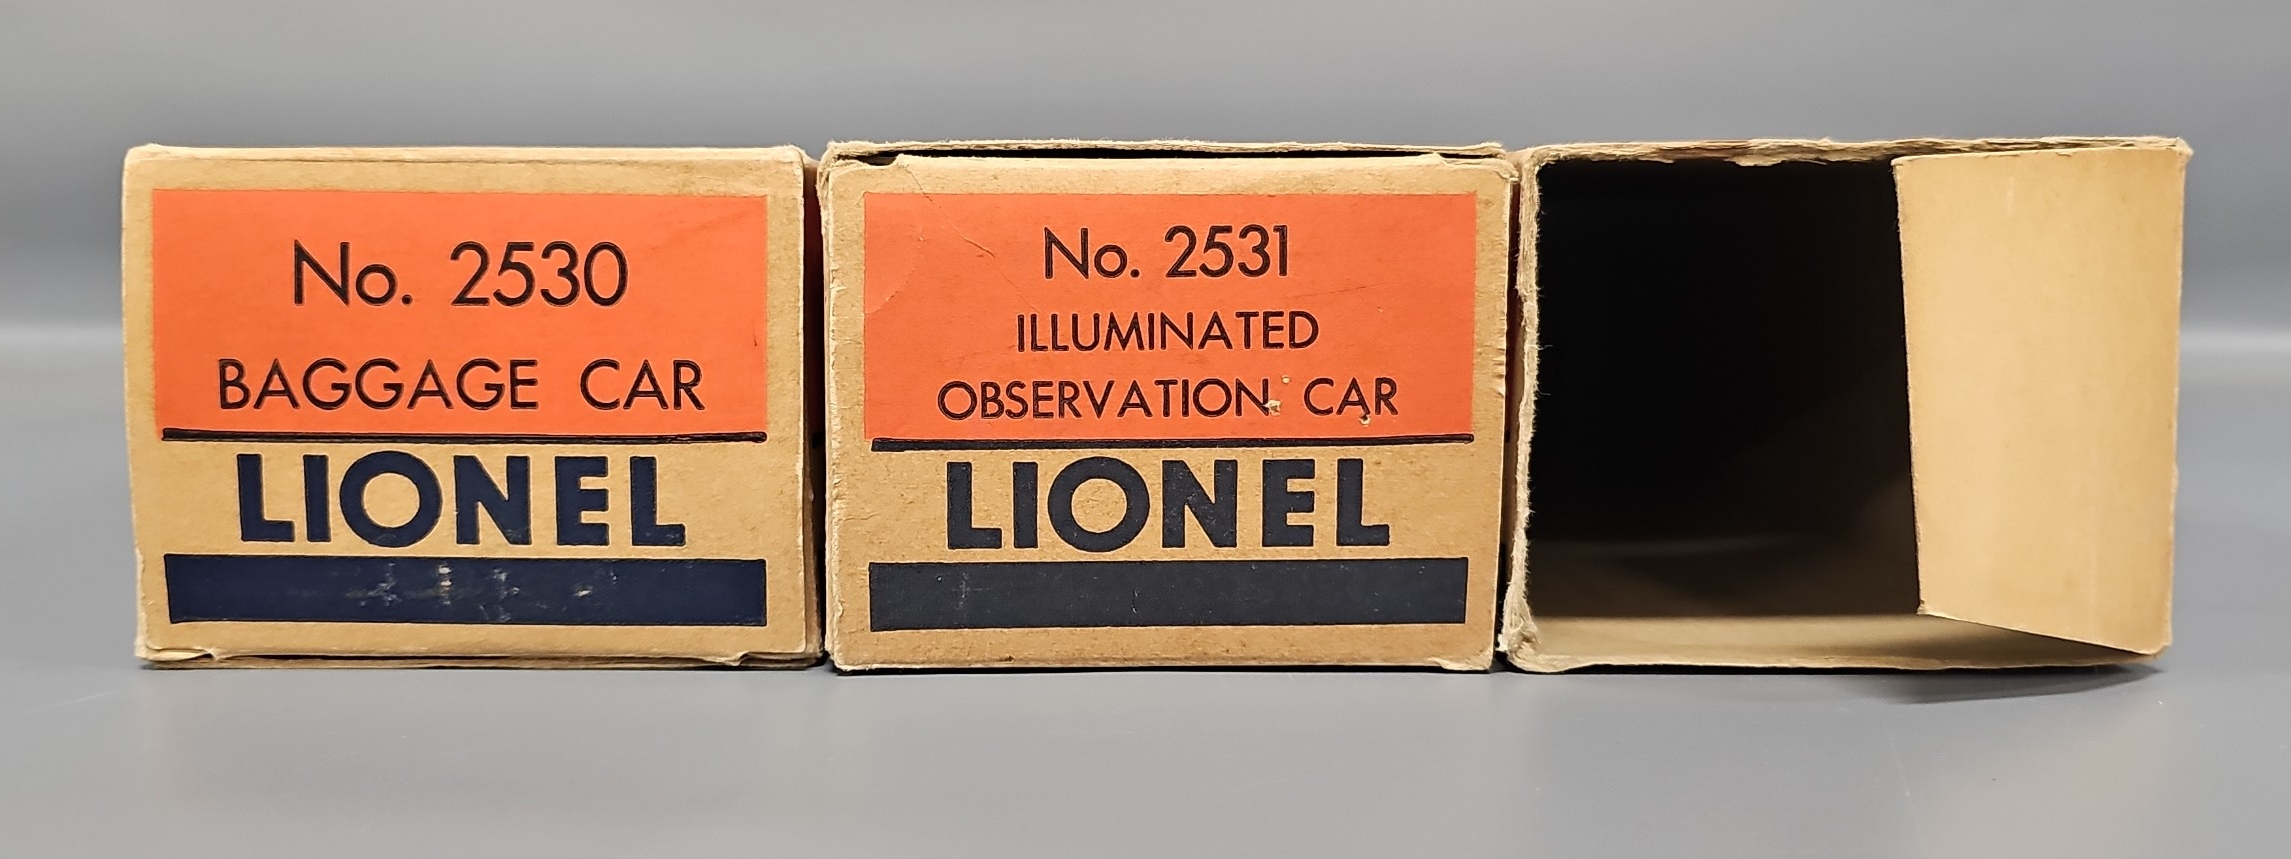 No. 2530
BAGGAGE CAR
LIONEL
No. 2531
ILLUMINATED
OBSERVATION CAR
LIONEL